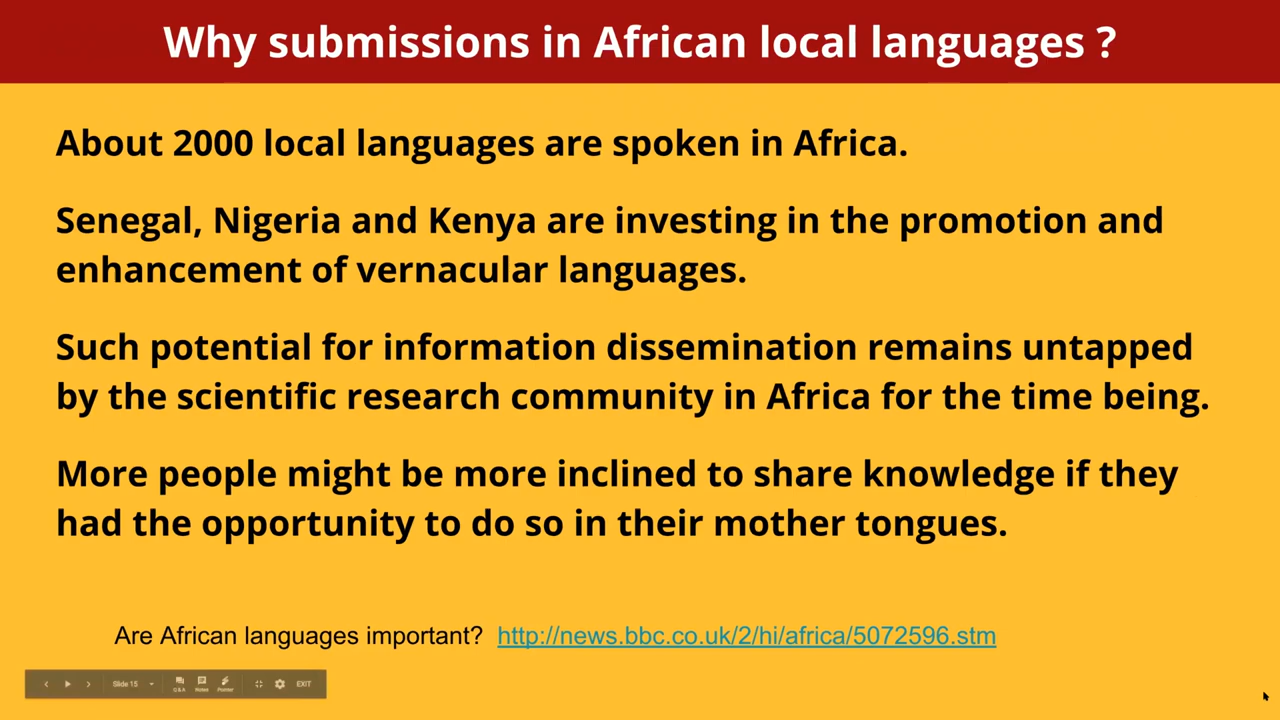 Why submissions in African local languages ?
About 2000 local languages are spoken in Africa.
Senegal, Nigeria and Kenya are investing in the promotion and
enhancement of vernacular languages.
Such potential for information dissemination remains untapped
by the scientific research community in Africa for the time being.
More people might be more inclined to share knowledge if they
had the opportunity to do so in their mother tongues.
Are African languages important? http://news.bbc.co.uk/2/hi/africa/5072596.stm
Slide 15 Q&A Notes Pointer EXIT